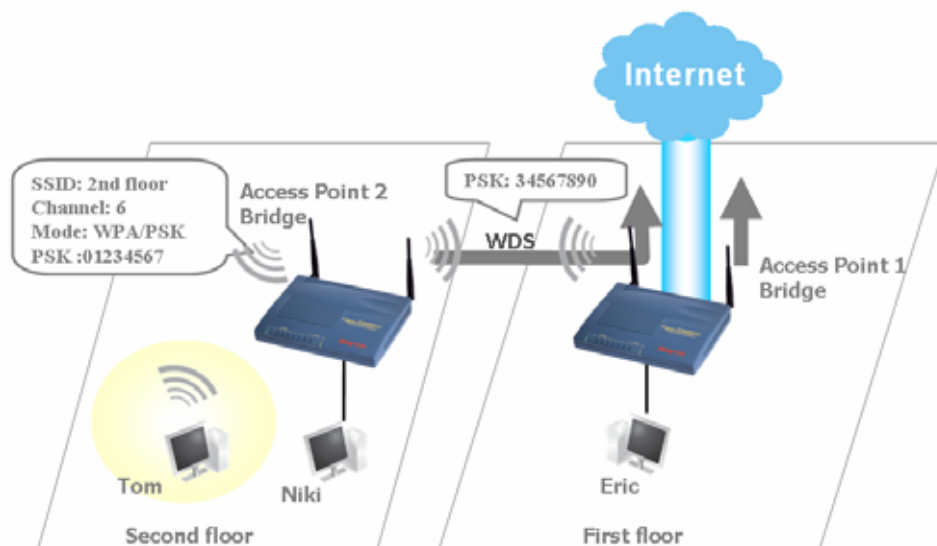 Internet
SSID: 2nd floor
Channel: 6
Mode: WPA/PSK
PSK :01234567
Access Point 2
Bridge
PSK: 34567890
WDS
Access Point 1
Bridge
Tom
Niki
Eric
Second floor
First floor